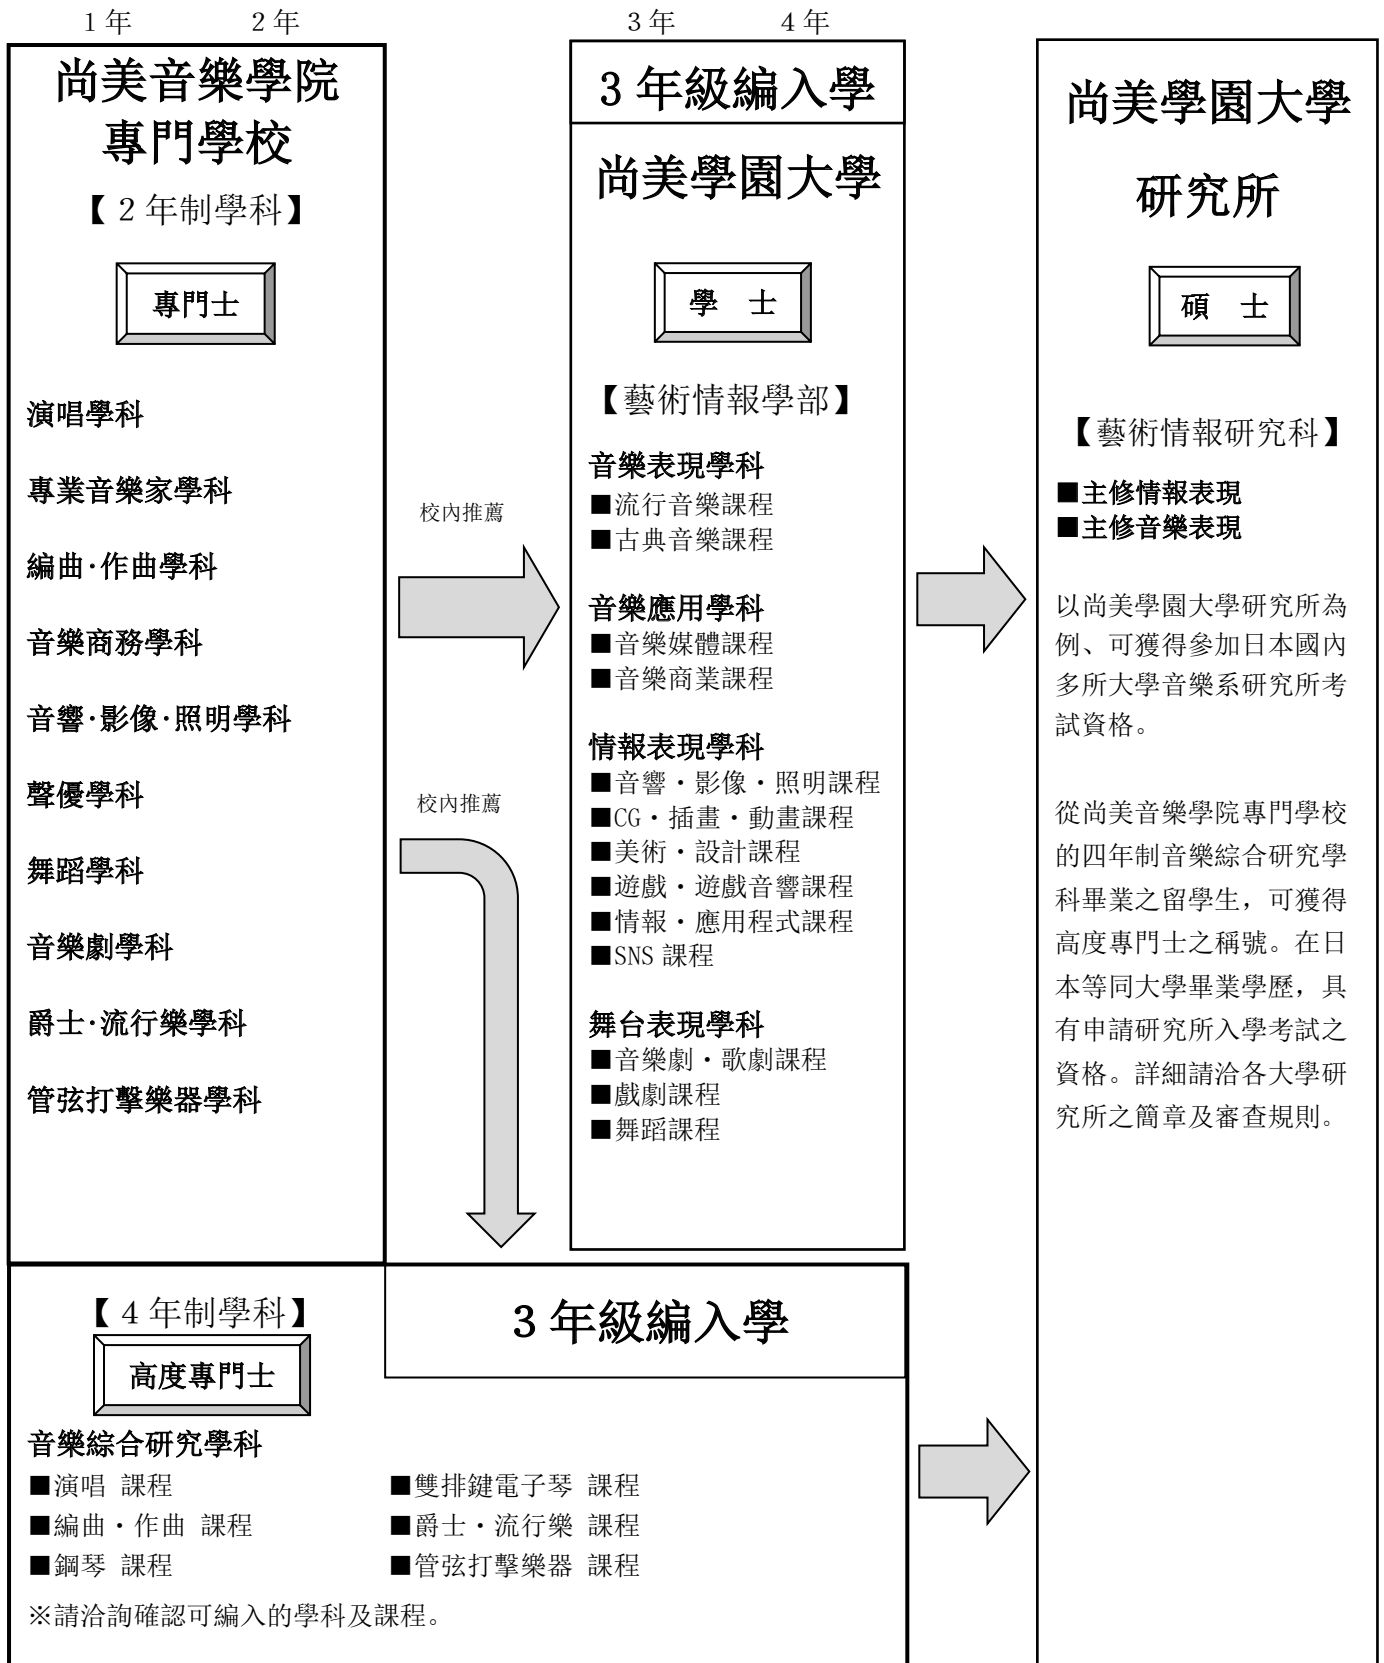 1年
2年
3年
4年
尚美音樂學院
專門學校
【2年制學科】
專門士
演唱學科
專業音樂家學科
編曲·作曲學科
音樂商務學科
音響·影像·照明學科
聲優學科
舞蹈學科
音樂劇學科
爵士·流行樂學科
管弦打擊樂器學科
校內推薦
校內推薦
3年級編入學
尚美學園大學
學　士
【藝術情報學部】
音樂表現學科
■流行音樂課程
■古典音樂課程
音樂應用學科
■音樂媒體課程
■音樂商業課程
情報表現學科
■音響・影像・照明課程
■CG・插畫・動畫課程
■美術・設計課程
■遊戲・遊戲音響課程
■情報・應用程式課程
■SNS 課程
舞台表現學科
■音樂劇・歌劇課程
■戲劇課程
■舞蹈課程
尚美學園大學
研究所
碩　士
【藝術情報研究科】
■主修情報表現
■主修音樂表現
以尚美學園大學研究所為
例、可獲得參加日本國內
多所大學音樂系研究所考
試資格。
從尚美音樂學院專門學校
的四年制音樂綜合研究學
科畢業之留學生，可獲得
高度專門士之稱號。在日
本等同大學畢業學歷，具
有申請研究所入學考試之
資格。詳細請洽各大學研
究所之簡章及審查規則。
【4年制學科】
高度專門士
3年級編入學
音樂綜合研究學科
■演唱 課程
■編曲・作曲 課程
■鋼琴 課程
■雙排鍵電子琴 課程
■爵士・流行樂 課程
■管弦打擊樂器 課程
※請洽詢確認可編入的學科及課程。